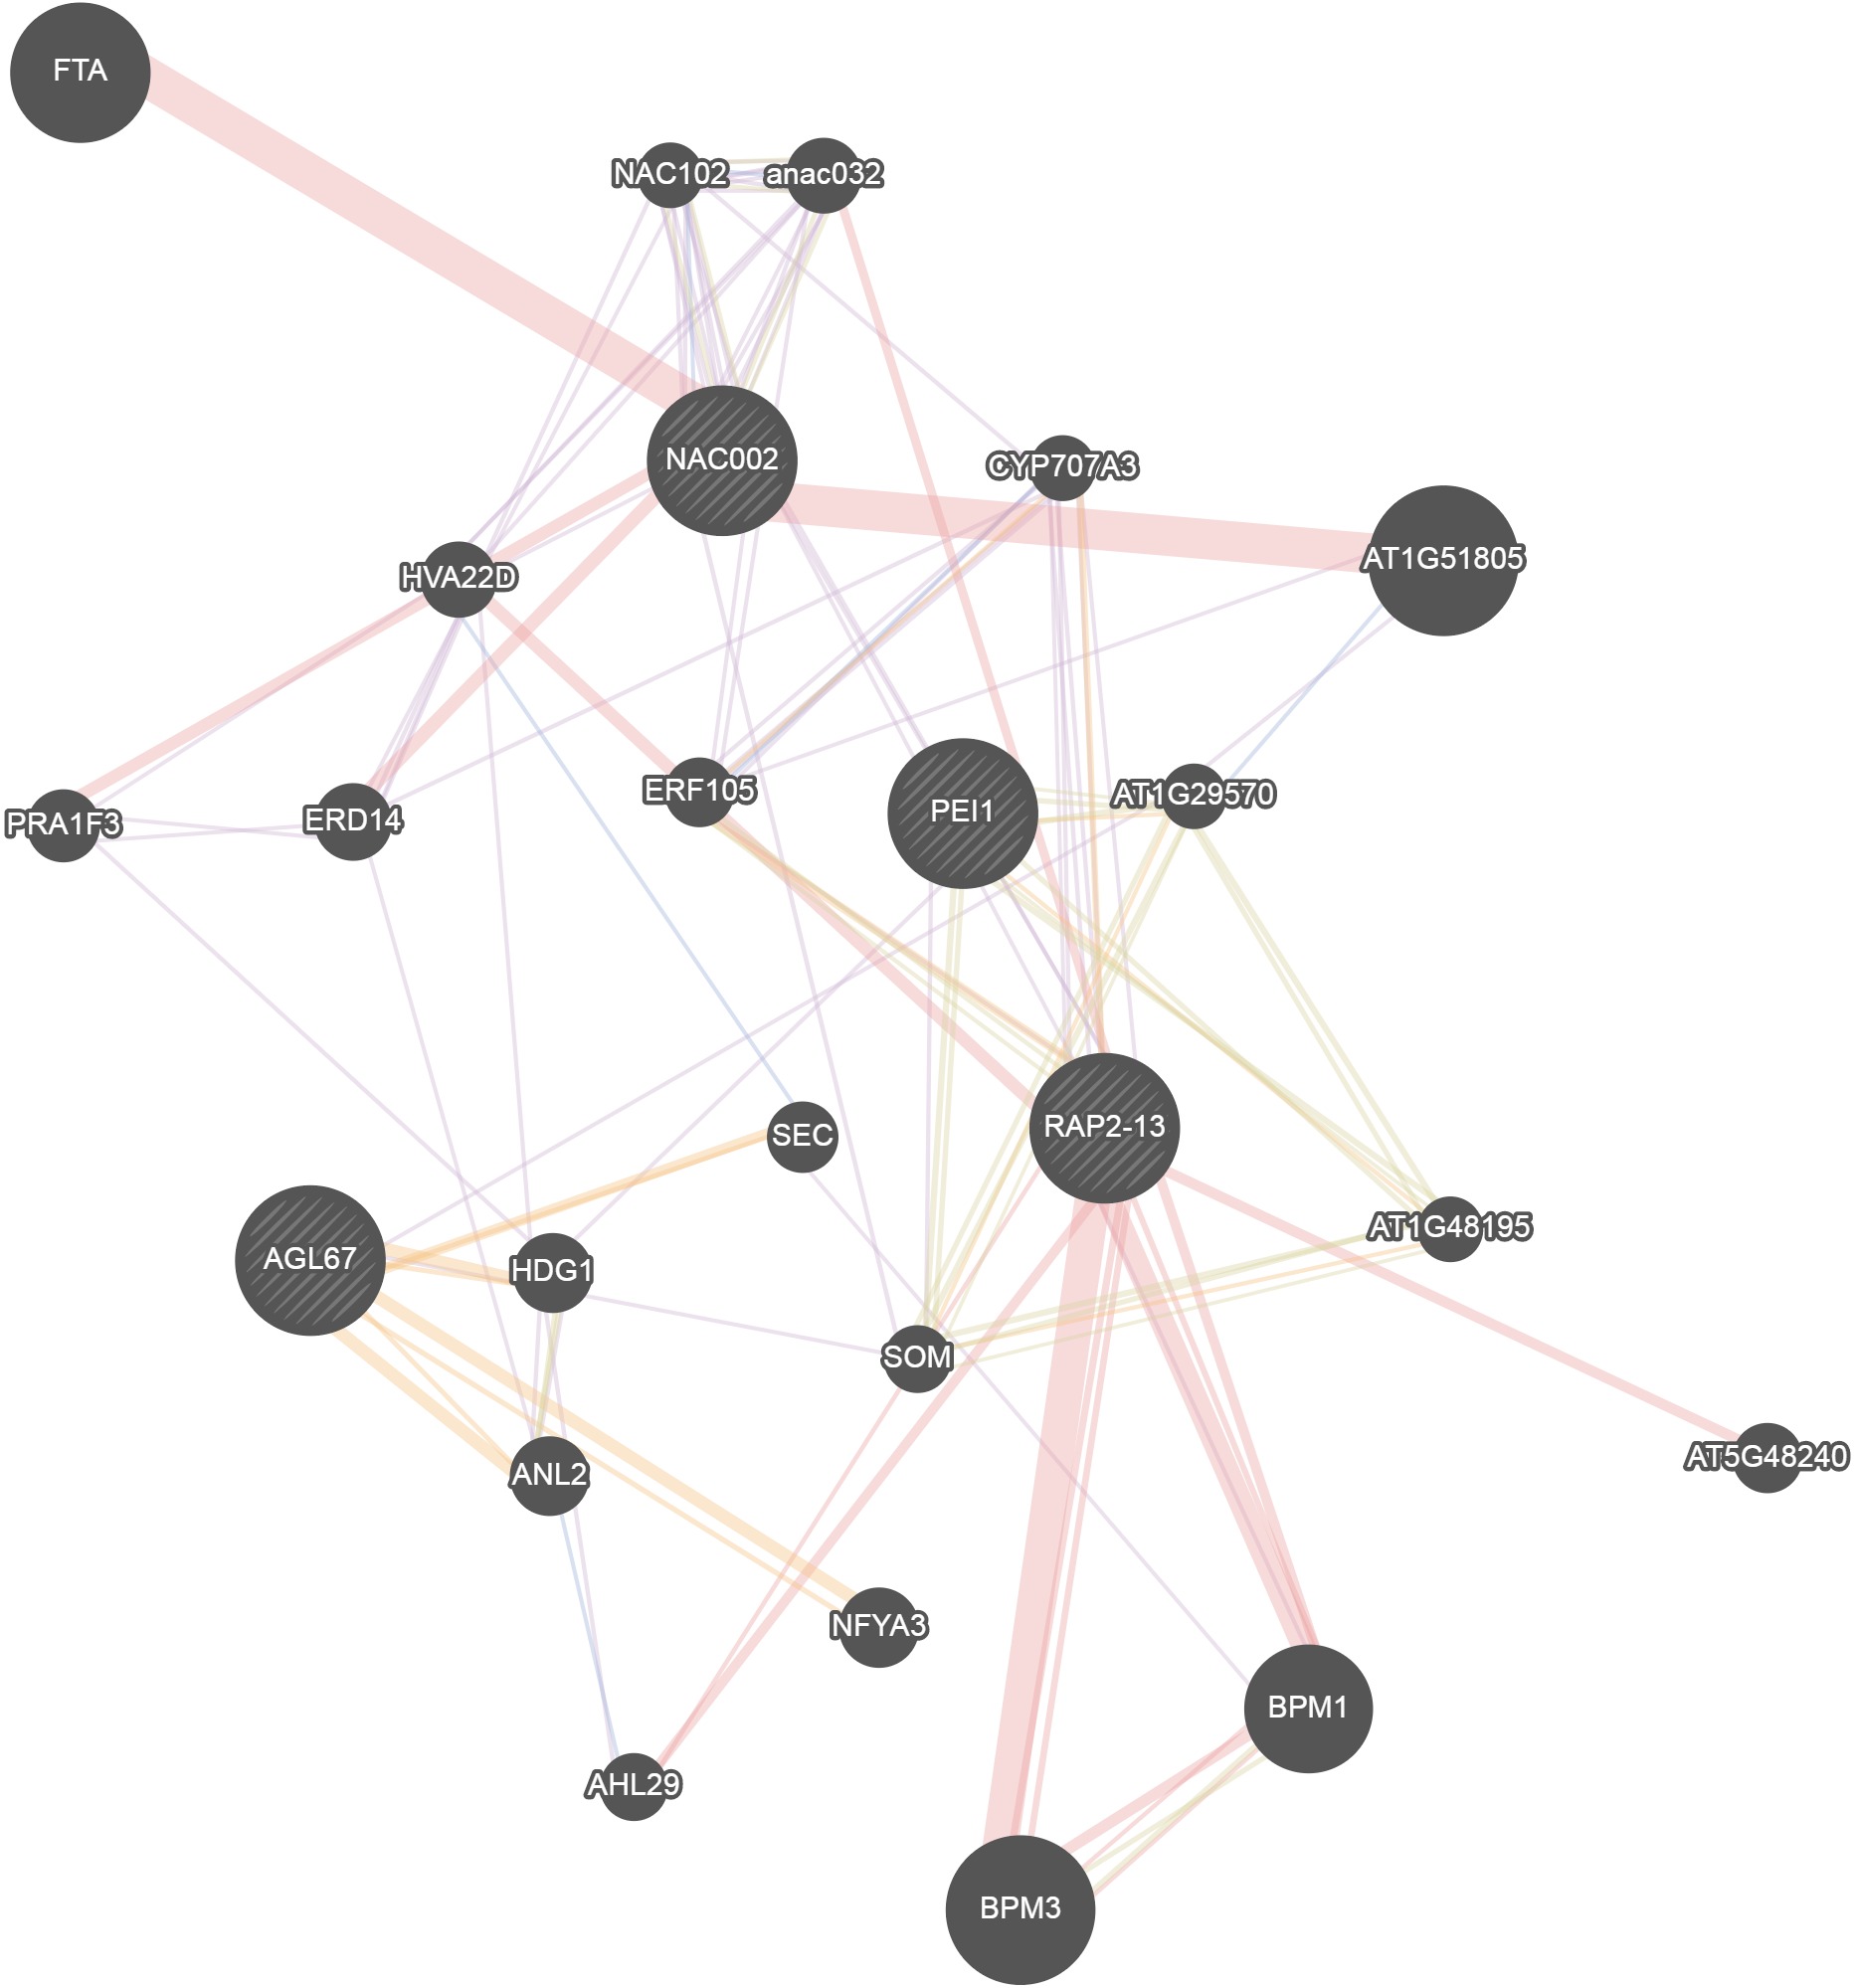 FTA
NAC102
anac032
NAC002
CYP707A3
AT1G51805
HVA22D
ERF105
PEI1
AT1G29570
PRA1F3
ERD14
SEC
RAP2-13
AT1G48195
AGL67
HDG1
SOM
ANL2
AT5G48240
NFYA3
BPM1
AHL29
BPM3